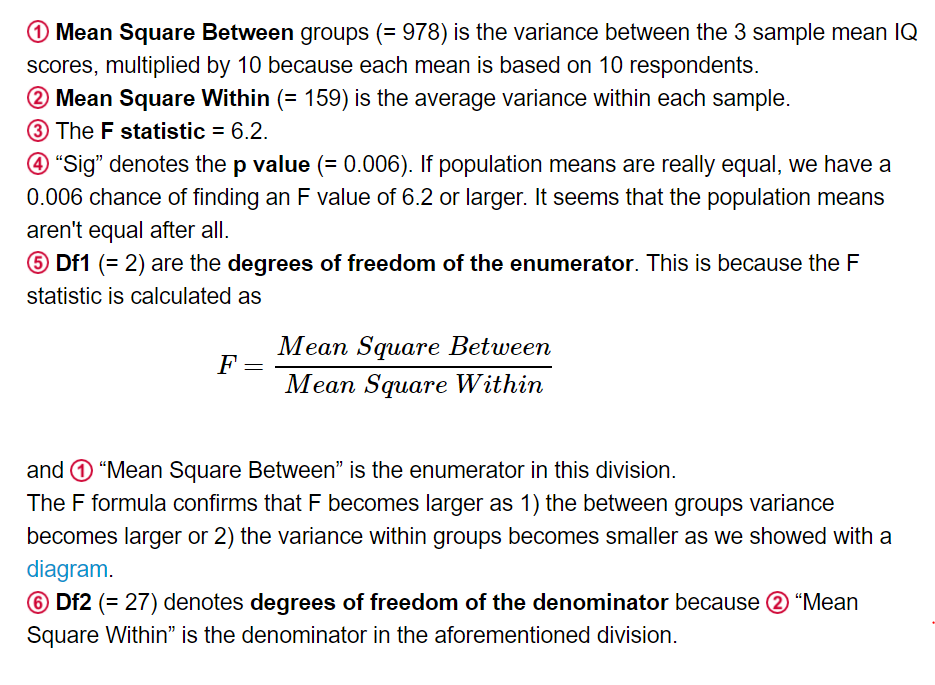 ① Mean Square Between groups (= 978) is the variance between the 3 sample mean IQ
scores, multiplied by 10 because each mean is based on 10 respondents.
② Mean Square Within (= 159) is the average variance within each sample.
③ The F statistic = 6.2.
④ “Sig” denotes the p value (= 0.006). If population means are really equal, we have a
0.006 chance of finding an F value of 6.2 or larger. It seems that the population means
aren't equal after all.
⑤ Df1 (= 2) are the degrees of freedom of the enumerator. This is because the F
statistic is calculated as
F = Mean Square Between
Mean Square Within
and ① “Mean Square Between” is the enumerator in this division.
The F formula confirms that F becomes larger as 1) the between groups variance
becomes larger or 2) the variance within groups becomes smaller as we showed with a
diagram.
⑥ Df2 (= 27) denotes degrees of freedom of the denominator because ② “Mean
Square Within” is the denominator in the aforementioned division.